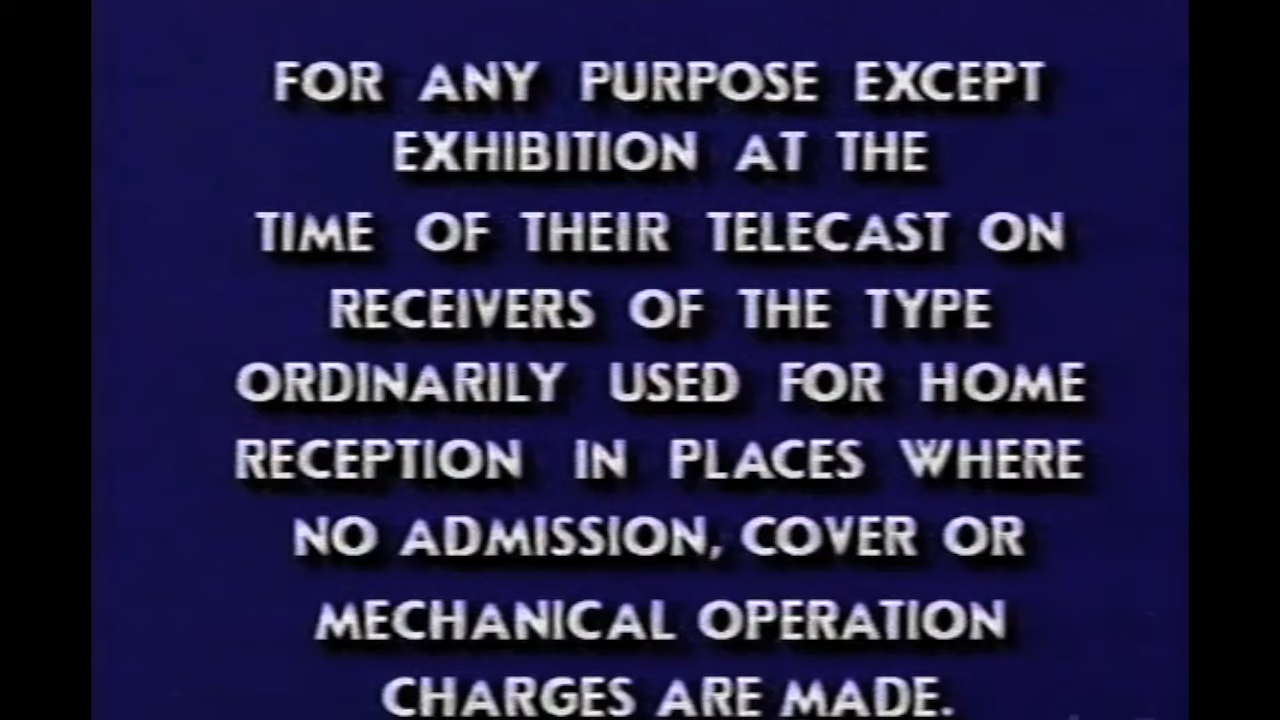 FOR ANY PURPOSE EXCEPT
EXHIBITION AT THE
TIME OF THEIR TELECAST ON
RECEIVERS OF THE TYPE
ORDINARILY USED FOR HOME
RECEPTION IN PLACES WHERE
NO ADMISSION, COVER OR
MECHANICAL OPERATION
CHARGES ARE MADE.